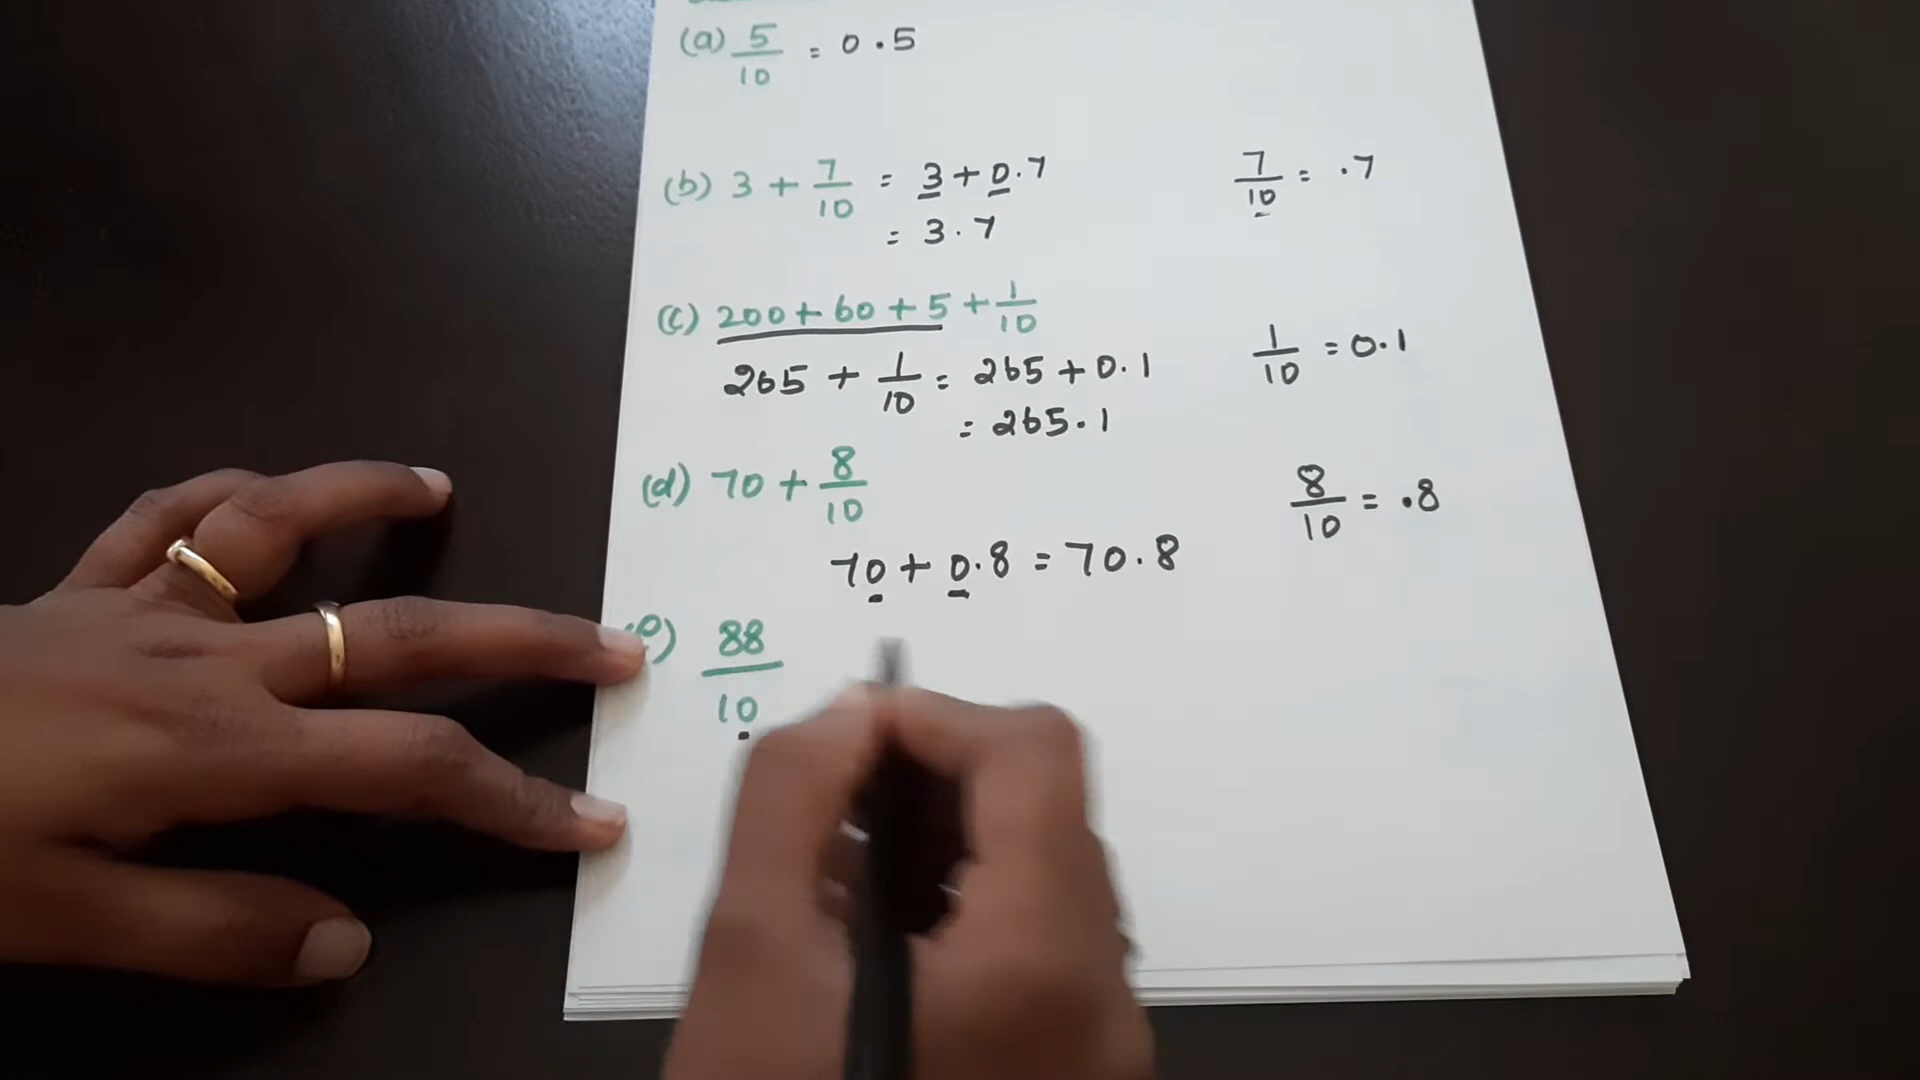 (a) 5/10 = 0.5
(b) 3 + 7/10 = 3 + 0.7
7/10 = .7
= 3.7
(c) 200 + 60 + 5 + 1/10
265 + 1/10 = 265 + 0.1
1/10 = 0.1
= 265.1
(d) 70 + 8/10
8/10 = .8
70 + 0.8 = 70.8
(e) 88/10